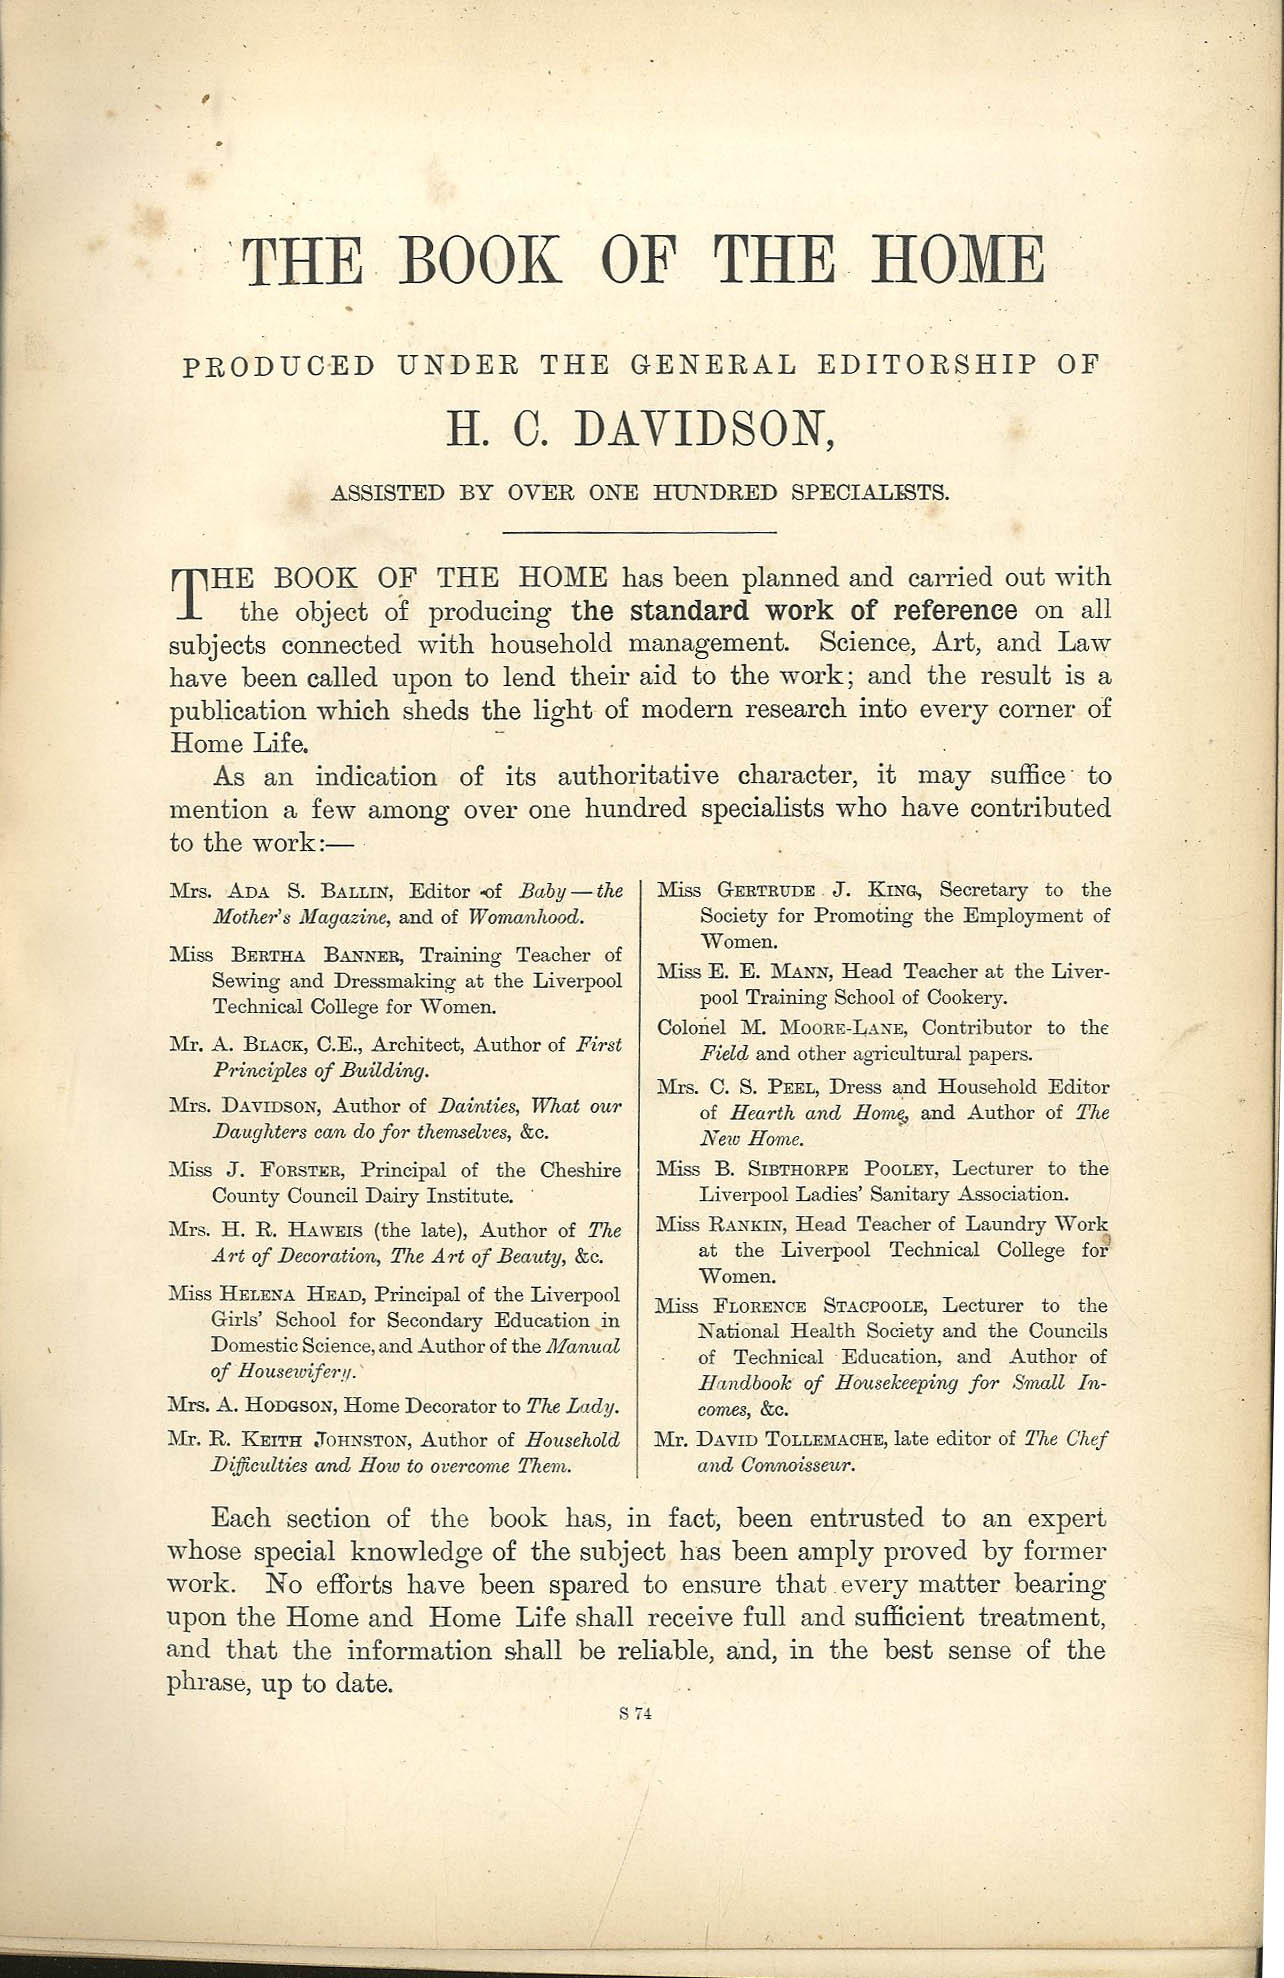 THE BOOK OF THE HOME
PRODUCED UNDER THE GENERAL EDITORSHIP OF
H. C. DAVIDSON,
ASSISTED BY OVER ONE HUNDRED SPECIALISTS.
THE BOOK OF THE HOME has been planned and carried out with
the object of producing the standard work of reference on all
subjects connected with household management. Science, Art, and Law
have been called upon to lend their aid to the work; and the result is a
publication which sheds the light of modern research into every corner of
Home Life.
As an indication of its authoritative character, it may suffice to
mention a few among over one hundred specialists who have contributed
to the work:—
Mrs. ADA S. BALLIN, Editor of Baby—the
Mother's Magazine, and of Womanhood.
Miss BERTHA BANNER, Training Teacher of
Sewing and Dressmaking at the Liverpool
Technical College for Women.
Mr. A. BLACK, C.E., Architect, Author of First
Principles of Building.
Mrs. DAVIDSON, Author of Dainties, What our
Daughters can do for themselves, &c.
Miss J. FORSTER, Principal of the Cheshire
County Council Dairy Institute.
Mrs. H. R. HAWEIS (the late), Author of The
Art of Decoration, The Art of Beauty, &c.
Miss HELENA HEAD, Principal of the Liverpool
Girls' School for Secondary Education in
Domestic Science, and Author of the Manual
of Housewifery.
Mrs. A. HODGSON, Home Decorator to The Lady.
Mr. R. KEITH JOHNSTON, Author of Household
Difficulties and How to overcome Them.
Miss GERTRUDE J. KING, Secretary to the
Society for Promoting the Employment of
Women.
Miss E. E. MANN, Head Teacher at the Liver-
pool Training School of Cookery.
Colonel M. MOORE-LANE, Contributor to the
Field and other agricultural papers.
Mrs. C. S. PEEL, Dress and Household Editor
of Hearth and Home, and Author of The
New Home.
Miss B. SIBTHORPE POOLEY, Lecturer to the
Liverpool Ladies' Sanitary Association.
Miss RANKIN, Head Teacher of Laundry Work
at the Liverpool Technical College for
Women.
Miss FLORENCE STACPOOLE, Lecturer to the
National Health Society and the Councils
of Technical Education, and Author of
Handbook of Housekeeping for Small In-
comes, &c.
Mr. DAVID TOLLEMACHE, late editor of The Chef
and Connoisseur.
Each section of the book has, in fact, been entrusted to an expert
whose special knowledge of the subject has been amply proved by former
work. No efforts have been spared to ensure that every matter bearing
upon the Home and Home Life shall receive full and sufficient treatment,
and that the information shall be reliable, and, in the best sense of the
phrase, up to date.
S 74